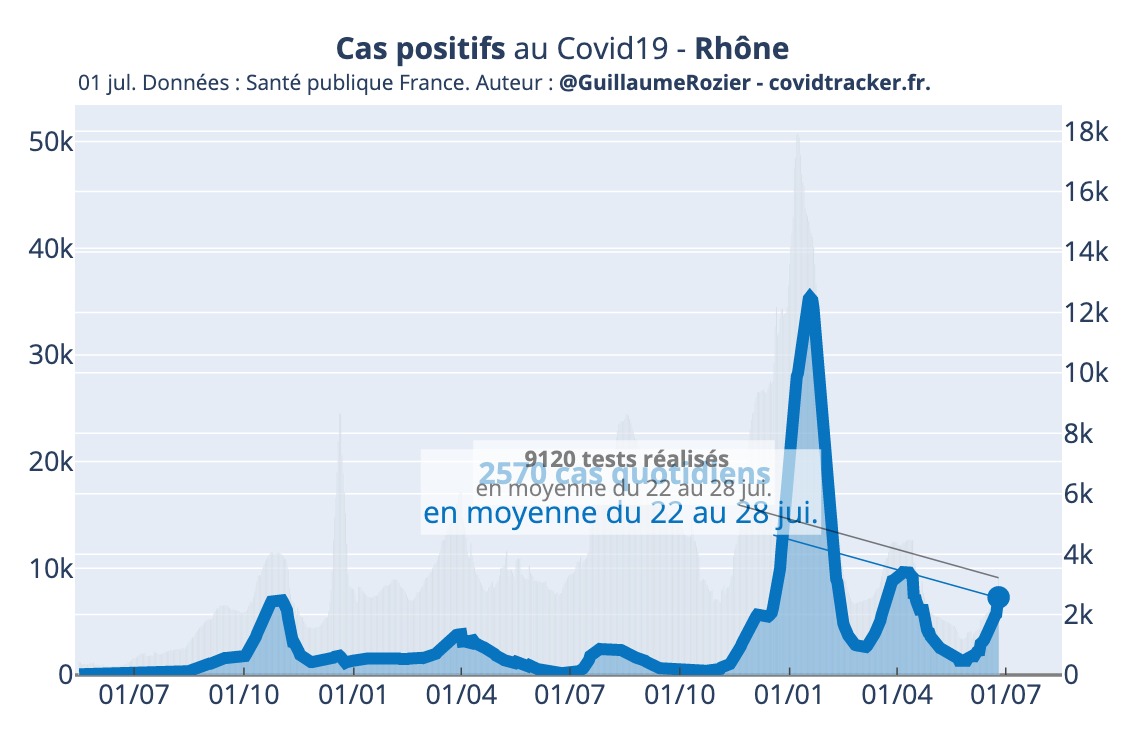 Cas positifs au Covid19 - Rhône
01 jul. Données : Santé publique France. Auteur : @GuillaumeRozier - covidtracker.fr.
50k
40k
30k
20k
10k
0
18k
16k
14k
12k
10k
8k
6k
4k
2k
0
9120 tests réalisés
2570 cas quotidiens
en moyenne du 22 au 28 jui.
en moyenne du 22 au 28 jui.
01/07
01/10
01/01
01/04
01/07
01/10
01/01
01/04
01/07